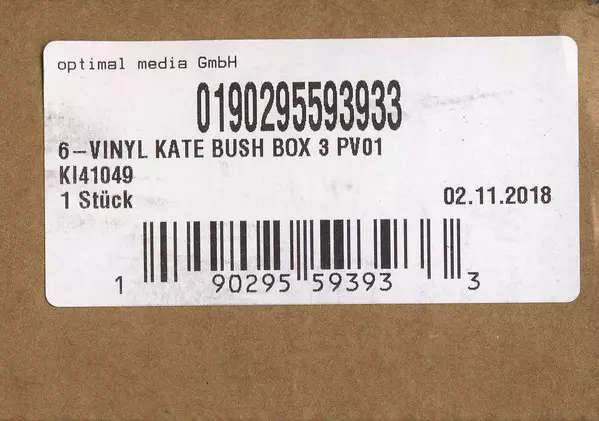 optimal media GmbH
0190295593933
6-VINYL KATE BUSH BOX 3 PV01
KI41049
1 Stück 02.11.2018
1 90295 59393 3